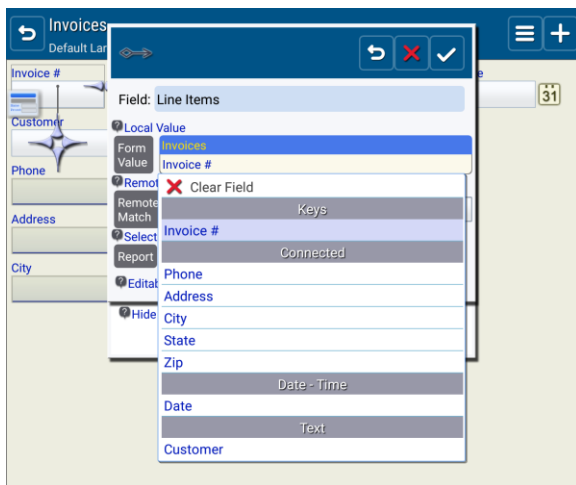 Invoices
Default Lar
Invoice #
e
31
Customer
Phone
Address
City
Field: Line Items
Local Value
Form Value
Invoices
Invoice #
Remot
Remote Match
Select
Report
Editab
Hide
Clear Field
Keys
Invoice #
Connected
Phone
Address
City
State
Zip
Date - Time
Date
Text
Customer